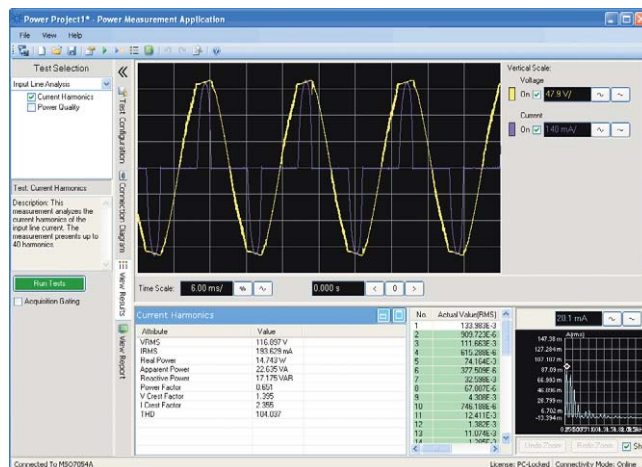 Power Project1* - Power Measurement Application
File View Help
Test Selection
Input Line Analysis
Current Harmonics
Power Quality
Test: Current Harmonics
Description: This
measurement analyzes the
current harmonics of the
input line current. The
measurement presents up to
40 harmonics.
Run Tests
Acquisition Gating
Test Configuration
Connection Diagram
View Results
View Report
Vertical Scale:
Voltage
On 47.9 V/
Current
On 140 mA/
Time Scale: 6.00 ms/ 0.000 s < 0 >
Current Harmonics
Attribute Value
VRMS 116.897 V
IRMS 193.629 mA
Real Power 14.743 W
Apparent Power 22.635 VA
Reactive Power 17.175 VAR
Power Factor 0.651
V Crest Factor 1.395
I Crest Factor 2.355
THD 104.037
No. Actual Value(RMS)
1 133.983E-3
2 909.723E-6
3 111.663E-3
4 615.288E-6
5 74.164E-3
6 377.509E-6
7 32.598E-3
8 67.007E-6
9 4.308E-3
10 746.188E-6
11 12.411E-3
12 1.382E-3
13 11.074E-3
14
20.1 mA
A(rms)
147.38 m
127.284 m
107.187 m
87.09 m
66.993 m
46.896 m
26.799 m
6.702 m
-13.394 m
Undo Zoom Redo Zoom Sh
Connected To MSO7054A
License: PC-Locked Connectivity Mode: Online